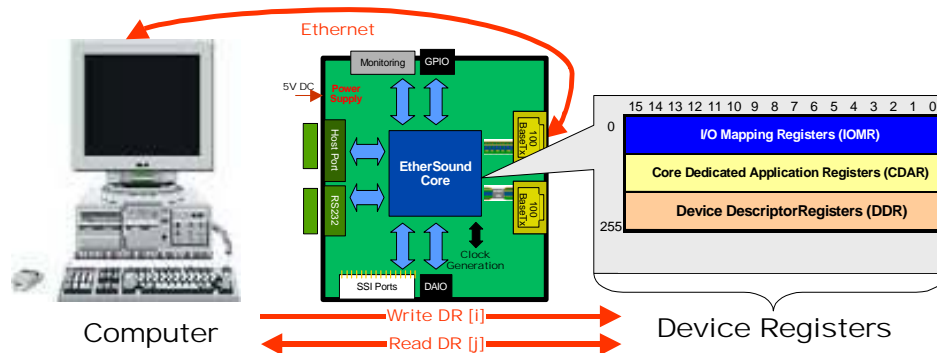 Ethernet
Monitoring
GPIO
5V DC
Power
Supply
Host Port
100
BaseTx
EtherSound
Core
RS232
100
BaseTx
Clock
Generation
SSI Ports
DAIO
15 14 13 12 11 10 9 8 7 6 5 4 3 2 1 0
0
I/O Mapping Registers (IOMR)
Core Dedicated Application Registers (CDAR)
Device DescriptorRegisters (DDR)
255
Computer
Write DR [i]
Read DR [j]
Device Registers